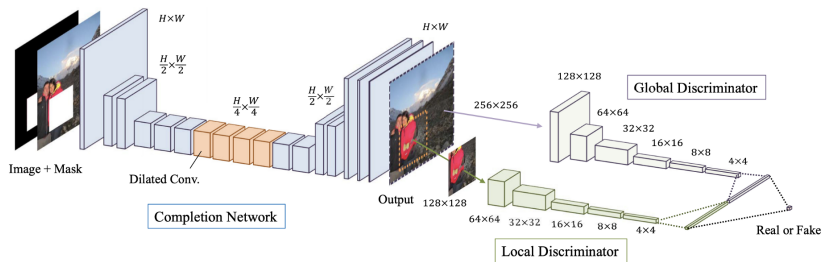 H×W
H/2 × W/2
H/4 × W/4
H/2 × W/2
H×W
Image + Mask
Dilated Conv.
Completion Network
Output
256×256
128×128
Global Discriminator
128×128
64×64
32×32
16×16
8×8
4×4
64×64
32×32
16×16
8×8
4×4
Local Discriminator
Real or Fake